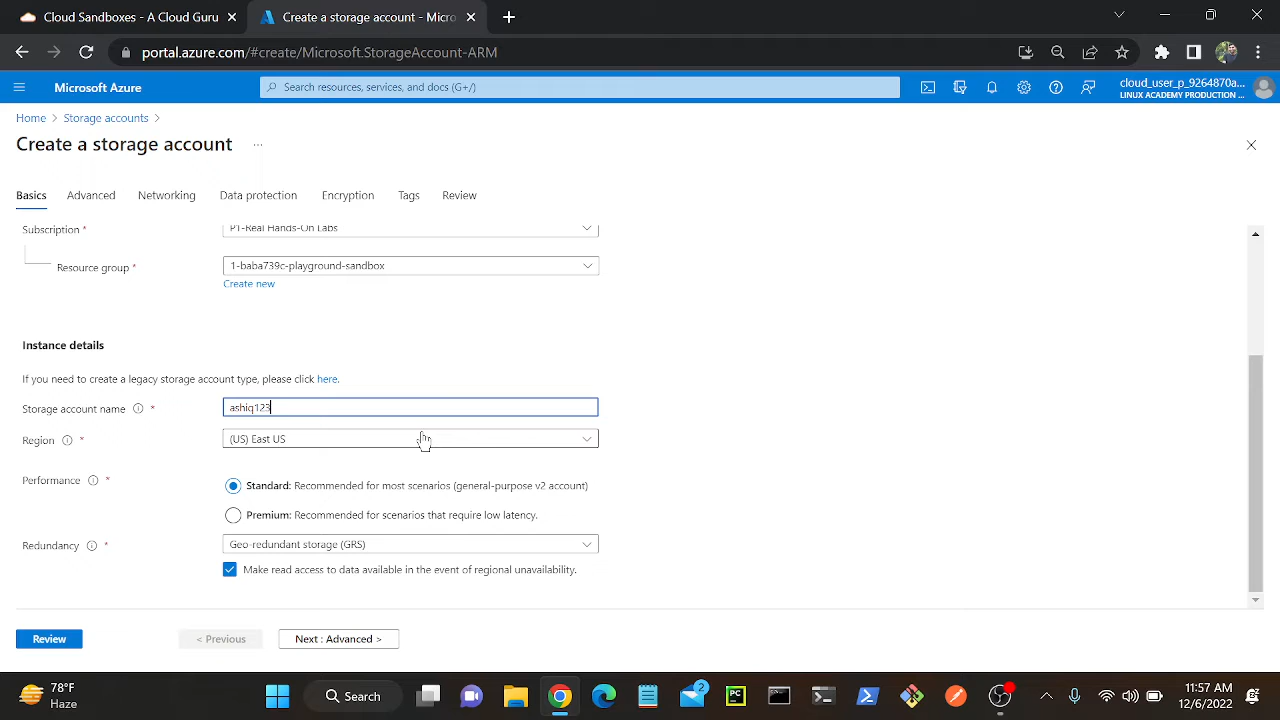 Cloud Sandboxes - A Cloud Guru
Create a storage account - Micro
portal.azure.com/#create/Microsoft.StorageAccount-ARM
Microsoft Azure
Search resources, services, and docs (G+/)
cloud_user_p_9264870a...
LINUX ACADEMY PRODUCTION ...
Home > Storage accounts >
Create a storage account ...
Basics Advanced Networking Data protection Encryption Tags Review
Subscription *
P1-Real Hands-On Labs
Resource group *
1-baba739c-playground-sandbox
Create new
Instance details
If you need to create a legacy storage account type, please click here.
Storage account name *
ashiq123
Region *
(US) East US
Performance *
Standard: Recommended for most scenarios (general-purpose v2 account)
Premium: Recommended for scenarios that require low latency.
Redundancy *
Geo-redundant storage (GRS)
Make read access to data available in the event of regional unavailability.
Review
< Previous
Next : Advanced >
78°F
Haze
Search
2
PC
11:57 AM
12/6/2022